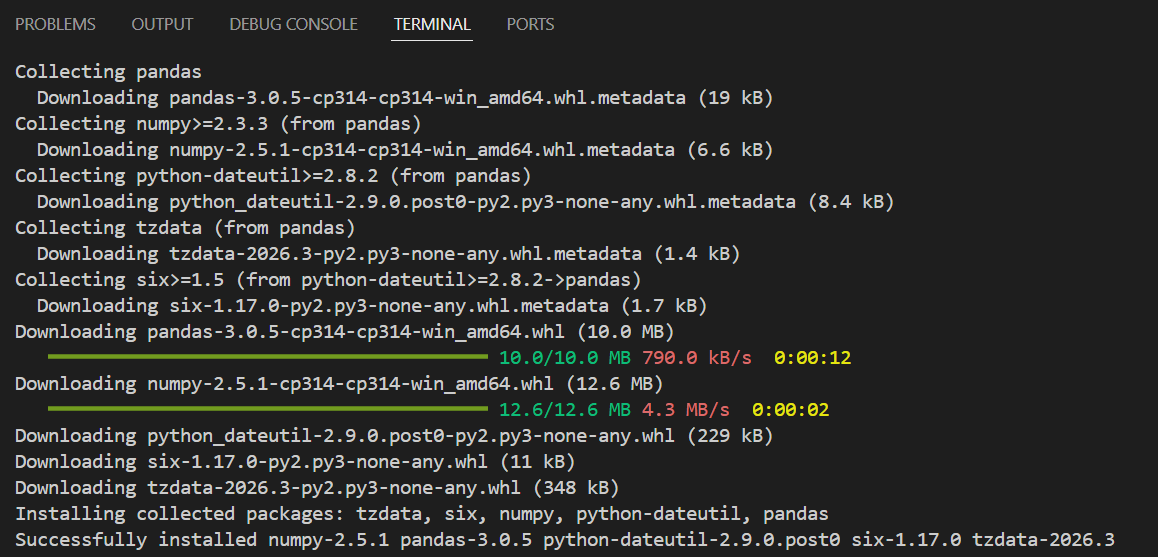 PROBLEMS OUTPUT DEBUG CONSOLE TERMINAL PORTS
Collecting pandas
  Downloading pandas-3.0.5-cp314-cp314-win_amd64.whl.metadata (19 kB)
Collecting numpy>=2.3.3 (from pandas)
  Downloading numpy-2.5.1-cp314-cp314-win_amd64.whl.metadata (6.6 kB)
Collecting python-dateutil>=2.8.2 (from pandas)
  Downloading python_dateutil-2.9.0.post0-py2.py3-none-any.whl.metadata (8.4 kB)
Collecting tzdata (from pandas)
  Downloading tzdata-2026.3-py2.py3-none-any.whl.metadata (1.4 kB)
Collecting six>=1.5 (from python-dateutil>=2.8.2->pandas)
  Downloading six-1.17.0-py2.py3-none-any.whl.metadata (1.7 kB)
Downloading pandas-3.0.5-cp314-cp314-win_amd64.whl (10.0 MB)
10.0/10.0 MB 790.0 kB/s 0:00:12
Downloading numpy-2.5.1-cp314-cp314-win_amd64.whl (12.6 MB)
12.6/12.6 MB 4.3 MB/s 0:00:02
Downloading python_dateutil-2.9.0.post0-py2.py3-none-any.whl (229 kB)
Downloading six-1.17.0-py2.py3-none-any.whl (11 kB)
Downloading tzdata-2026.3-py2.py3-none-any.whl (348 kB)
Installing collected packages: tzdata, six, numpy, python-dateutil, pandas
Successfully installed numpy-2.5.1 pandas-3.0.5 python-dateutil-2.9.0.post0 six-1.17.0 tzdata-2026.3